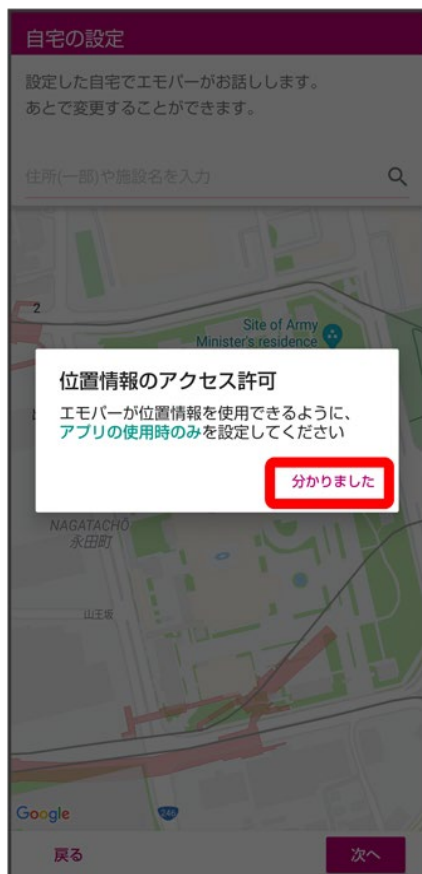 自宅の設定
設定した自宅でエモパーがお話しします。
あとで変更することができます。
住所(一部)や施設名を入力
2
Site of Army
Minister's residence
位置情報のアクセス許可
エモパーが位置情報を使用できるように、
アプリの使用時のみを設定してください
分かりました
NAGATACHŌ
永田町
山王坂
Google
246
戻る
次へ